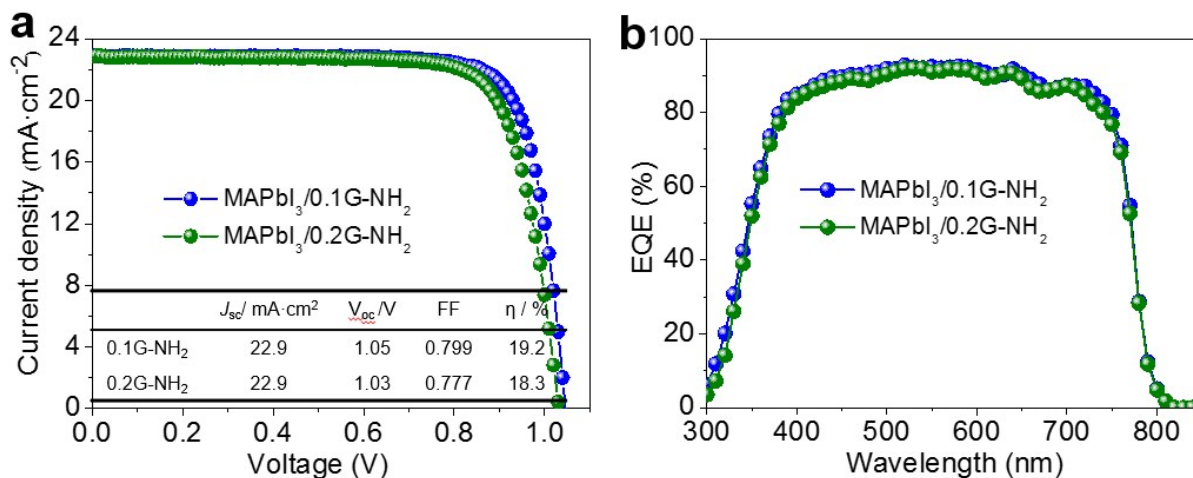 a
24
20
16
12
8
4
0
Current density (mA·cm⁻²)
MAPbI₃/0.1G-NH₂
MAPbI₃/0.2G-NH₂
Jsc/ mA·cm² Voc /V FF η / %
0.1G-NH₂ 22.9 1.05 0.799 19.2
0.2G-NH₂ 22.9 1.03 0.777 18.3
0.0 0.2 0.4 0.6 0.8 1.0
Voltage (V)
b
100
80
60
40
20
0
EQE (%)
MAPbI₃/0.1G-NH₂
MAPbI₃/0.2G-NH₂
300 400 500 600 700 800
Wavelength (nm)